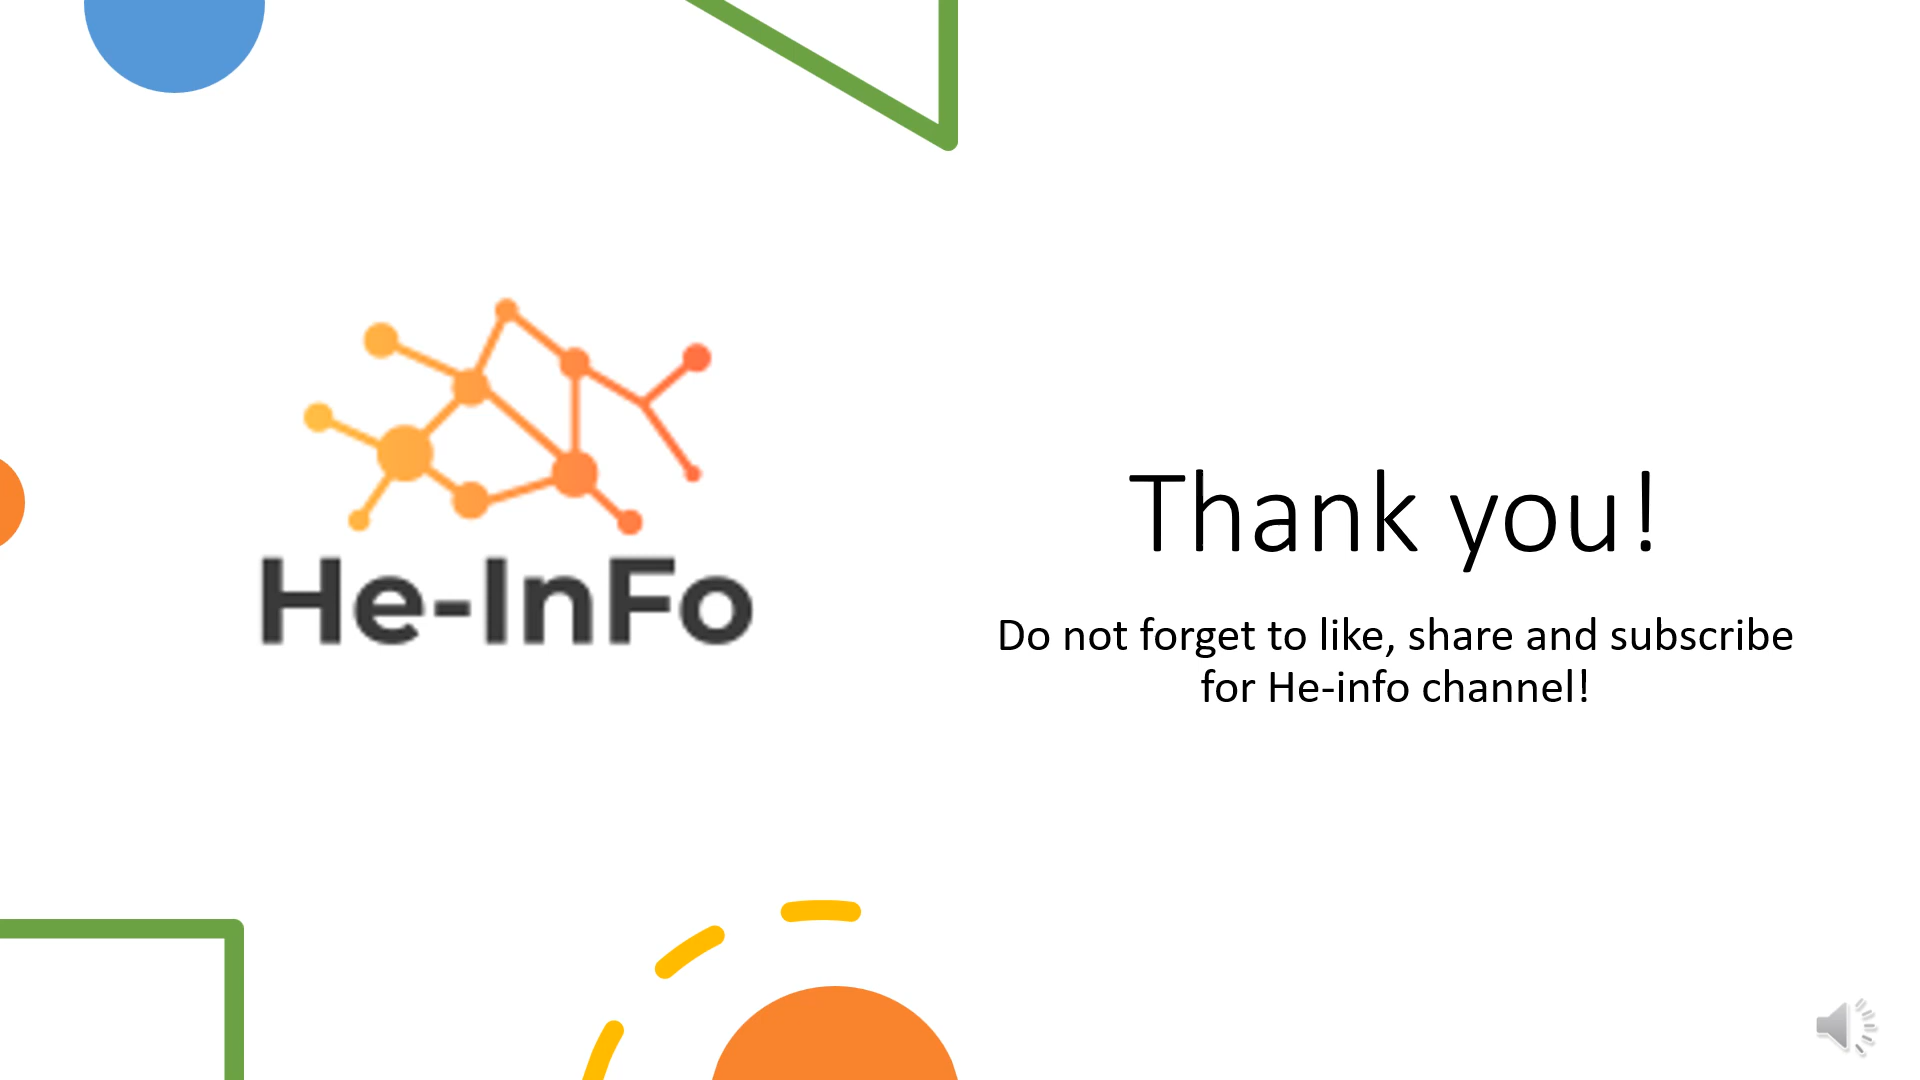 He-InFo
Thank you!
Do not forget to like, share and subscribe
for He-info channel!